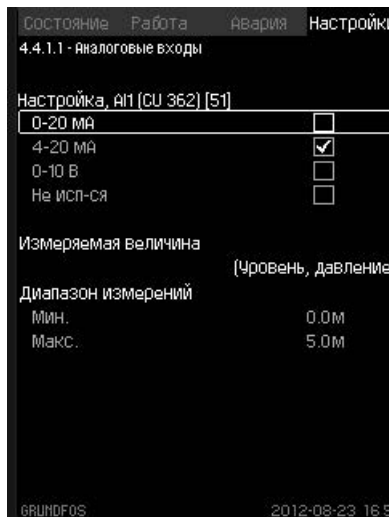 Состояние Работа Авария Настройки
4.4.1.1 - Аналоговые входы
Настройка, AI1 (CU 362) [51]
0-20 мА
4-20 мА
0-10 В
Не исп-ся
Измеряемая величина
(Уровень, давление
Диапазон измерений
Мин. 0.0м
Макс. 5.0м
GRUNDFOS 2012-08-23 16:5